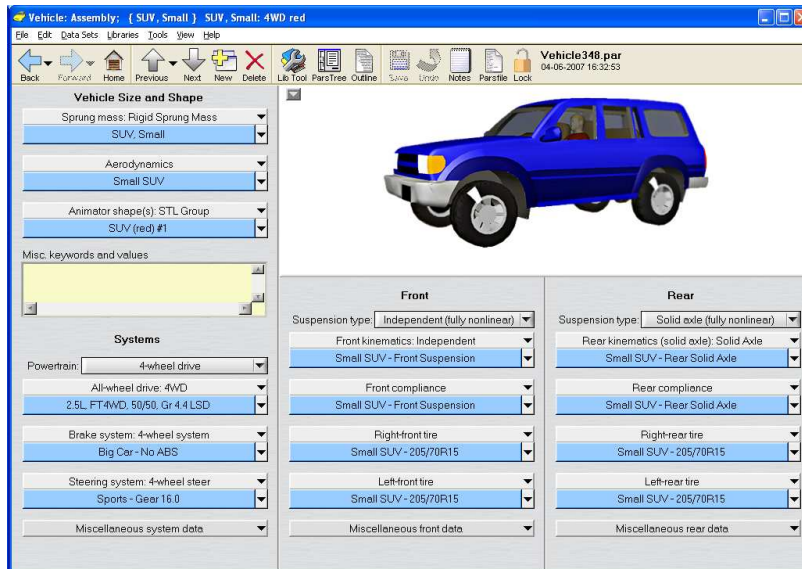 Vehicle: Assembly; { SUV, Small } SUV, Small: 4WD red
File Edit Data Sets Libraries Tools View Help
Back Forward Home Previous Next New Delete Lib Tool ParsTree Outline Save Undo Notes Parsfile Lock
Vehicle348.par
04-06-2007 16:32:53
Vehicle Size and Shape
Sprung mass: Rigid Sprung Mass
SUV, Small
Aerodynamics
Small SUV
Animator shape(s): STL Group
SUV (red) #1
Misc. keywords and values
Systems
Powertrain: 4-wheel drive
All-wheel drive: 4WD
2.5L, FT4WD, 50/50, Gr 4.4 LSD
Brake system: 4-wheel system
Big Car - No ABS
Steering system: 4-wheel steer
Sports - Gear 16.0
Miscellaneous system data
Front
Suspension type: Independent (fully nonlinear)
Front kinematics: Independent
Small SUV - Front Suspension
Front compliance
Small SUV - Front Suspension
Right-front tire
Small SUV - 205/70R15
Left-front tire
Small SUV - 205/70R15
Miscellaneous front data
Rear
Suspension type: Solid axle (fully nonlinear)
Rear kinematics (solid axle): Solid Axle
Small SUV - Rear Solid Axle
Rear compliance
Small SUV - Rear Solid Axle
Right-rear tire
Small SUV - 205/70R15
Left-rear tire
Small SUV - 205/70R15
Miscellaneous rear data